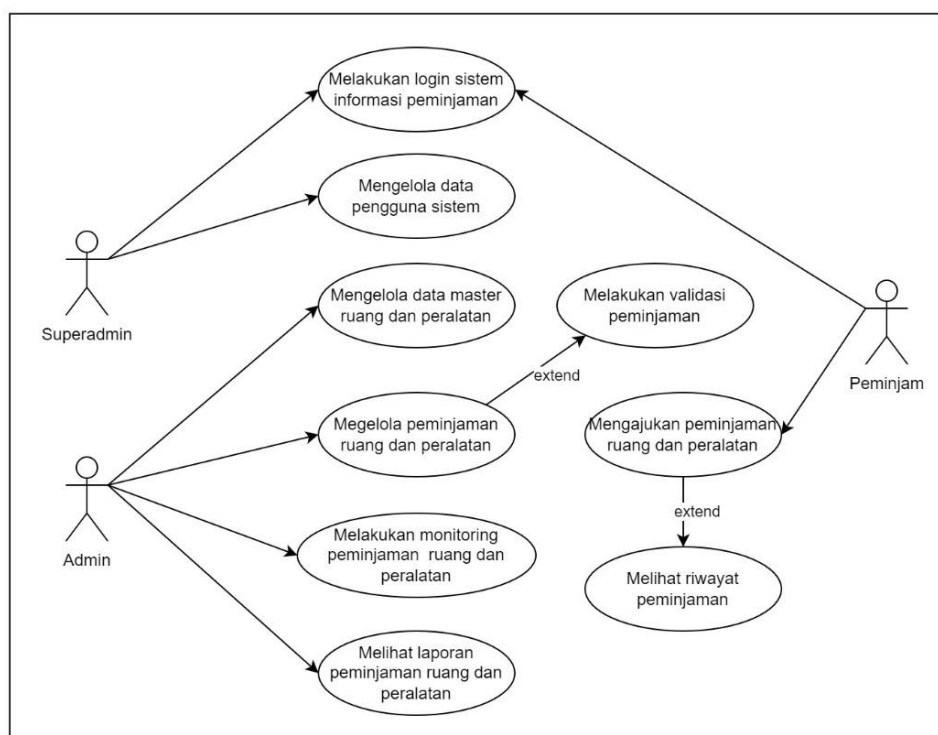 Melakukan login sistem
informasi peminjaman
Mengelola data
pengguna sistem
Superadmin
Mengelola data master
ruang dan peralatan
Melakukan validasi
peminjaman
Peminjam
extend
Megelola peminjaman
ruang dan peralatan
Mengajukan peminjaman
ruang dan peralatan
Admin
Melakukan monitoring
peminjaman ruang dan
peralatan
extend
Melihat riwayat
peminjaman
Melihat laporan
peminjaman ruang dan
peralatan